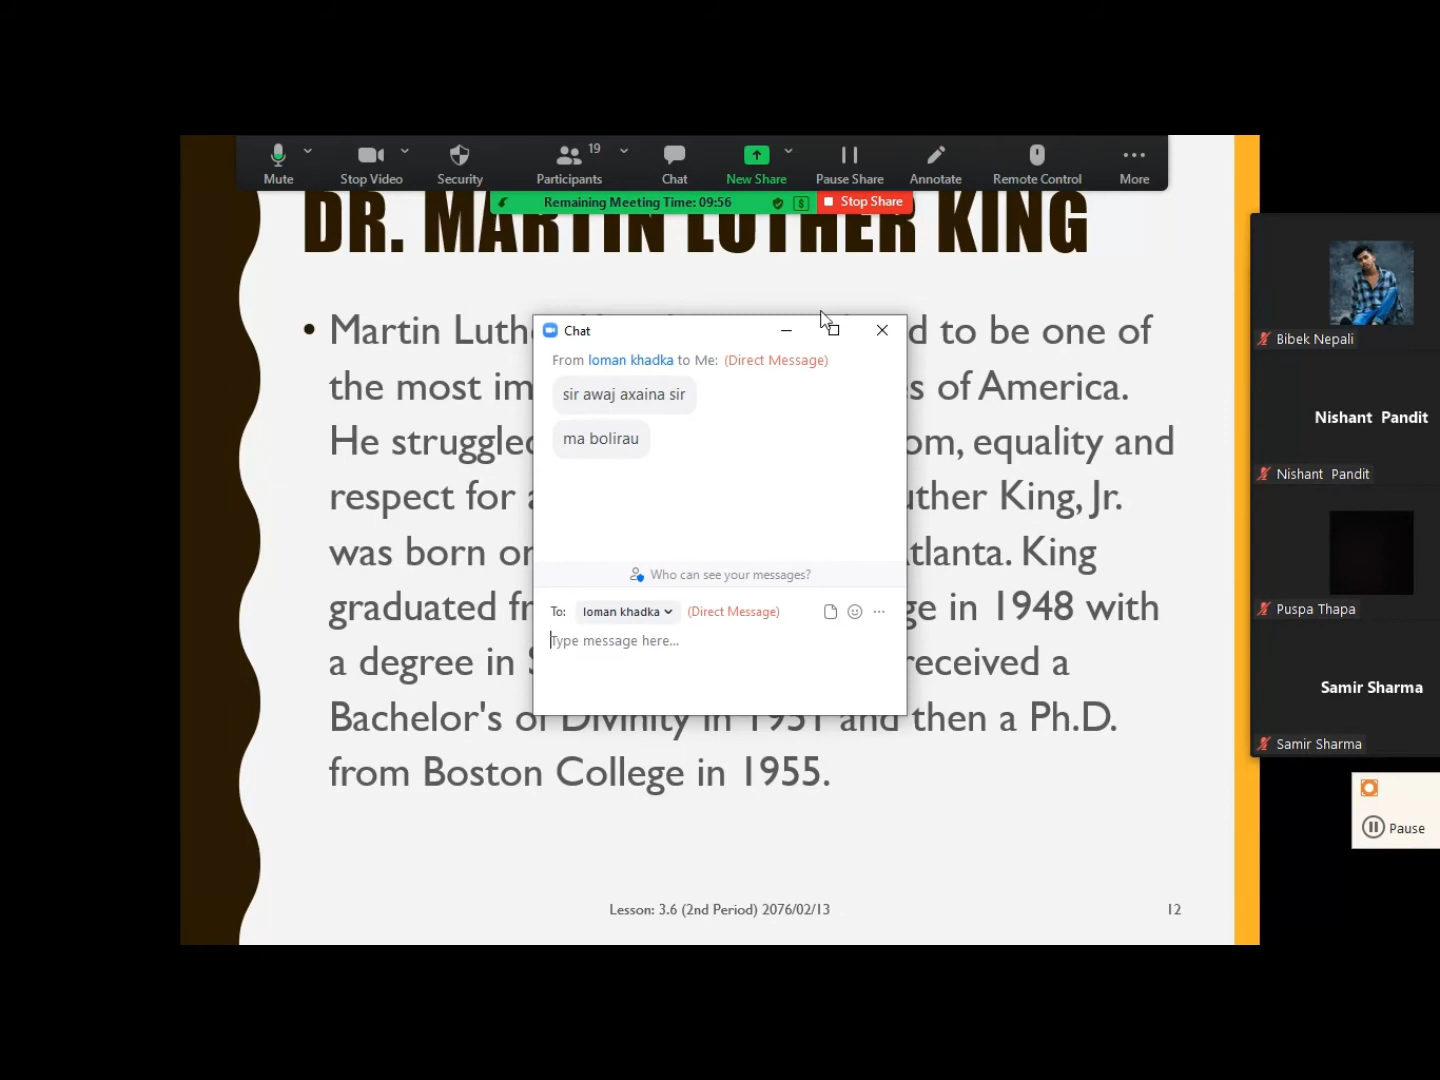 19
Mute
Stop Video
Security
Participants
Chat
New Share
Pause Share
Annotate
Remote Control
More
Remaining Meeting Time: 09:56
Stop Share
DR. MARTIN LUTHER KING
Martin Luthe d to be one of
the most im s of America.
He struggled om, equality and
respect for uther King, Jr.
was born on tlanta. King
graduated fr ge in 1948 with
a degree in S received a
Bachelor's of Divinity in 1951 and then a Ph.D.
from Boston College in 1955.
Lesson: 3.6 (2nd Period) 2076/02/13
12
Chat
From loman khadka to Me: (Direct Message)
sir awaj axaina sir
ma bolirau
Who can see your messages?
To: loman khadka (Direct Message)
Type message here...
Bibek Nepali
Nishant Pandit
Nishant Pandit
Puspa Thapa
Samir Sharma
Samir Sharma
Pause